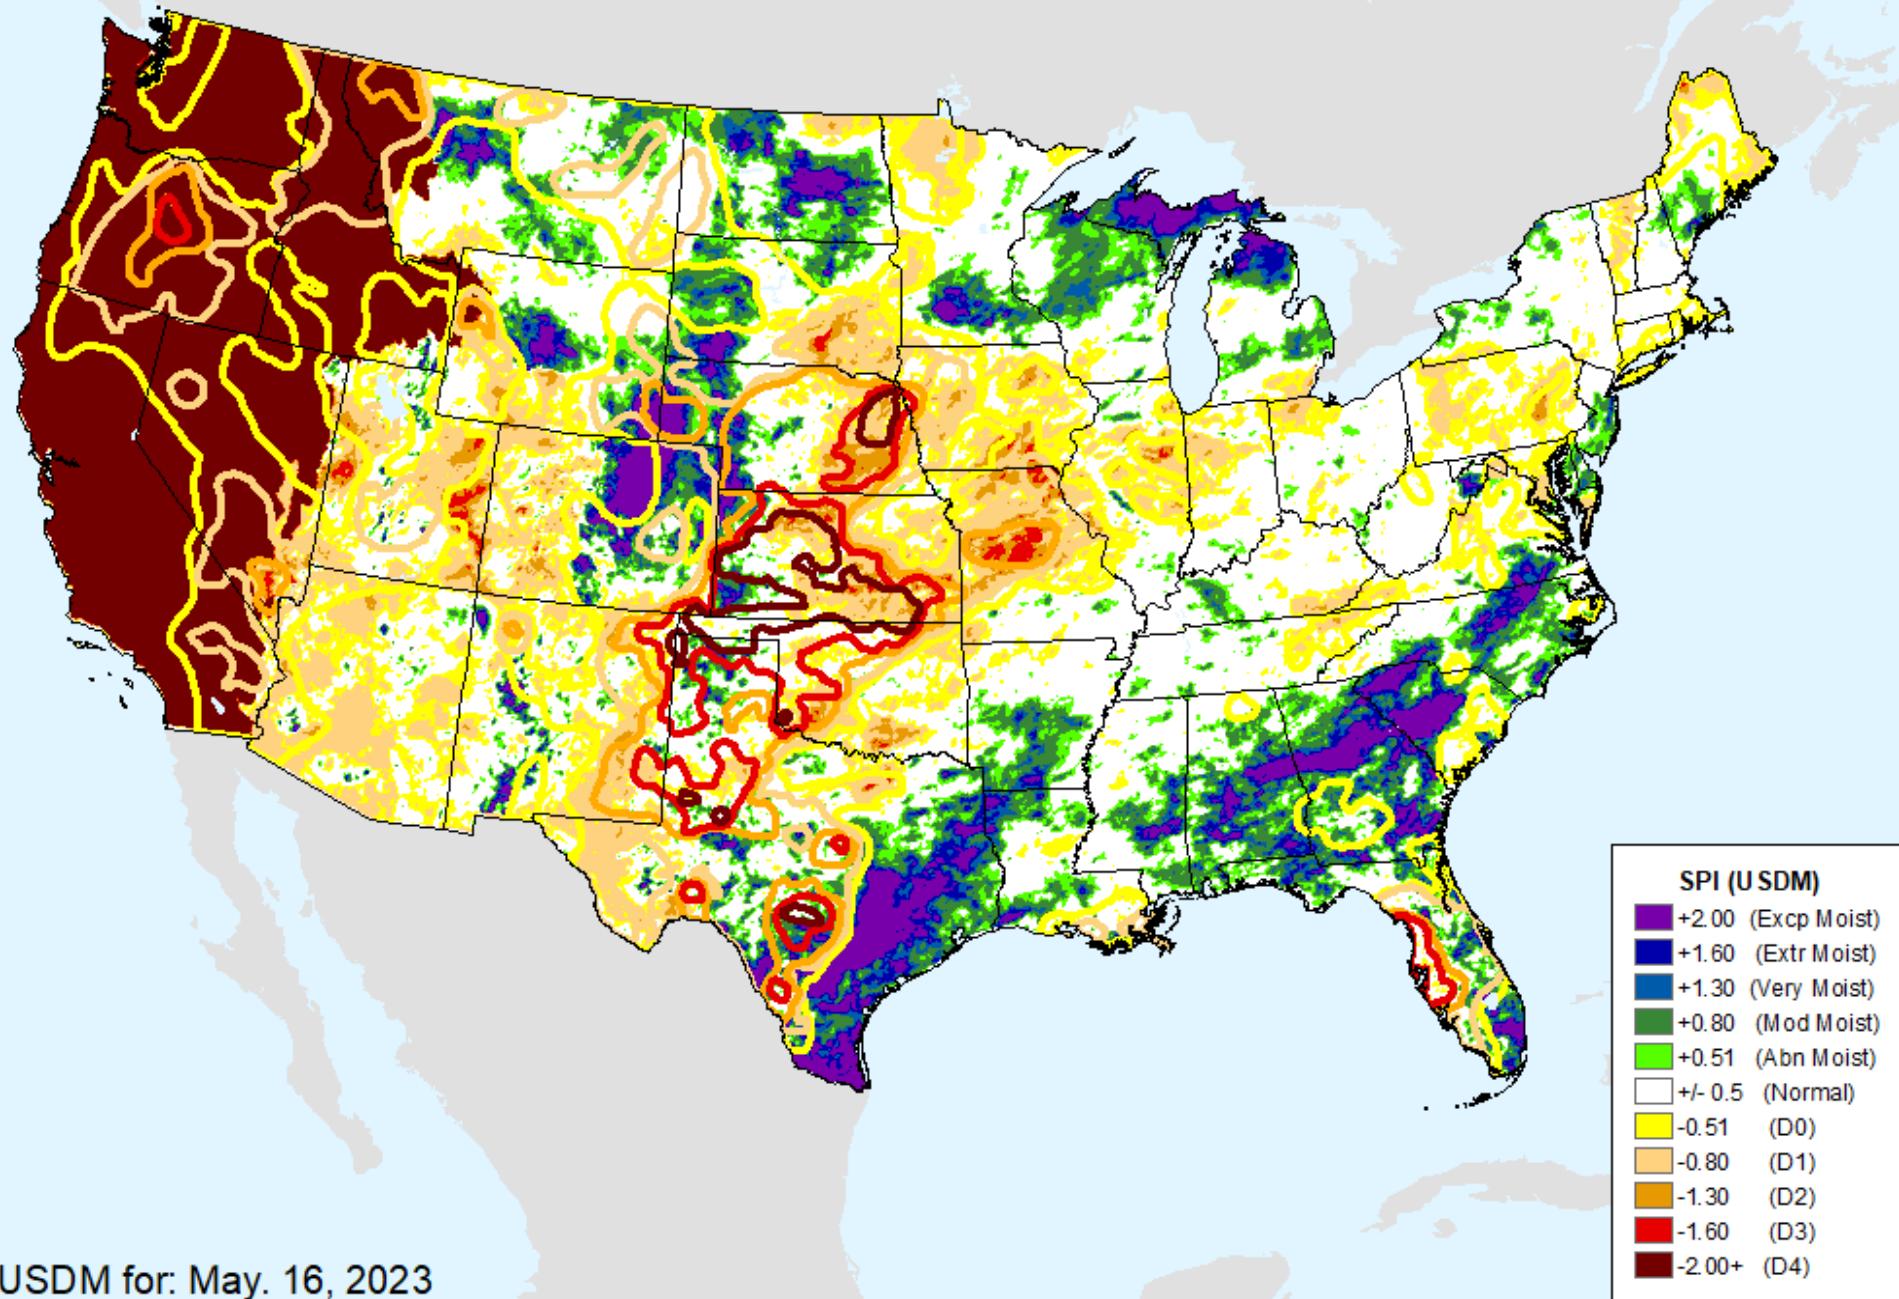 SPI (USDM)
+2.00 (Excp Moist)
+1.60 (Extr Moist)
+1.30 (Very Moist)
+0.80 (Mod Moist)
+0.51 (Abn Moist)
+/- 0.5 (Normal)
-0.51 (D0)
-0.80 (D1)
-1.30 (D2)
-1.60 (D3)
-2.00+ (D4)
USDM for: May. 16, 2023